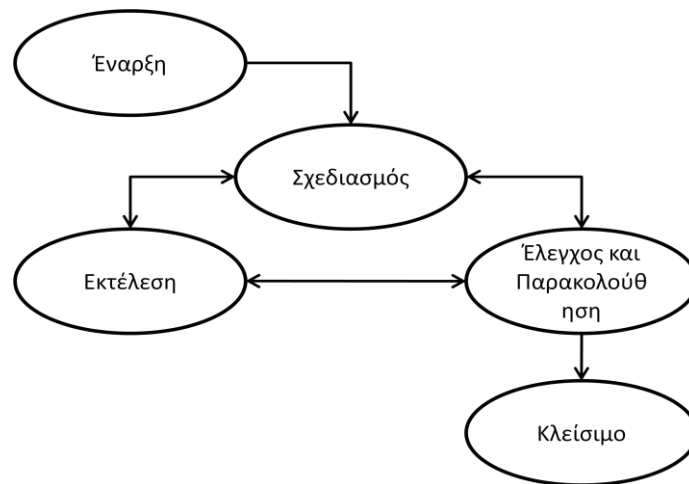 Έναρξη
Σχεδιασμός
Εκτέλεση
Έλεγχος και
Παρακολούθ
ηση
Κλείσιμο